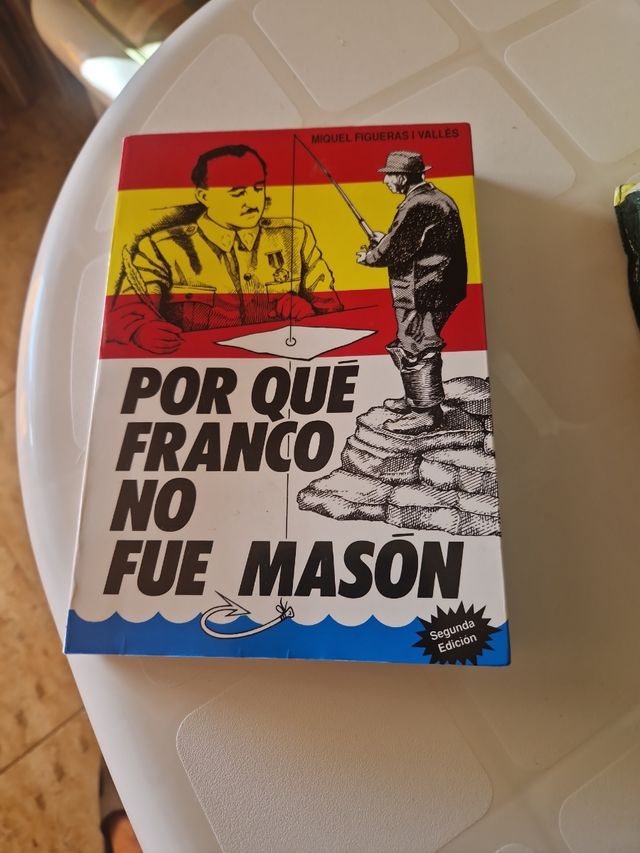 MIQUEL FIGUERAS I VALLÈS
POR QUÉ
FRANCO
NO
FUE MASÓN
Segunda
Edición